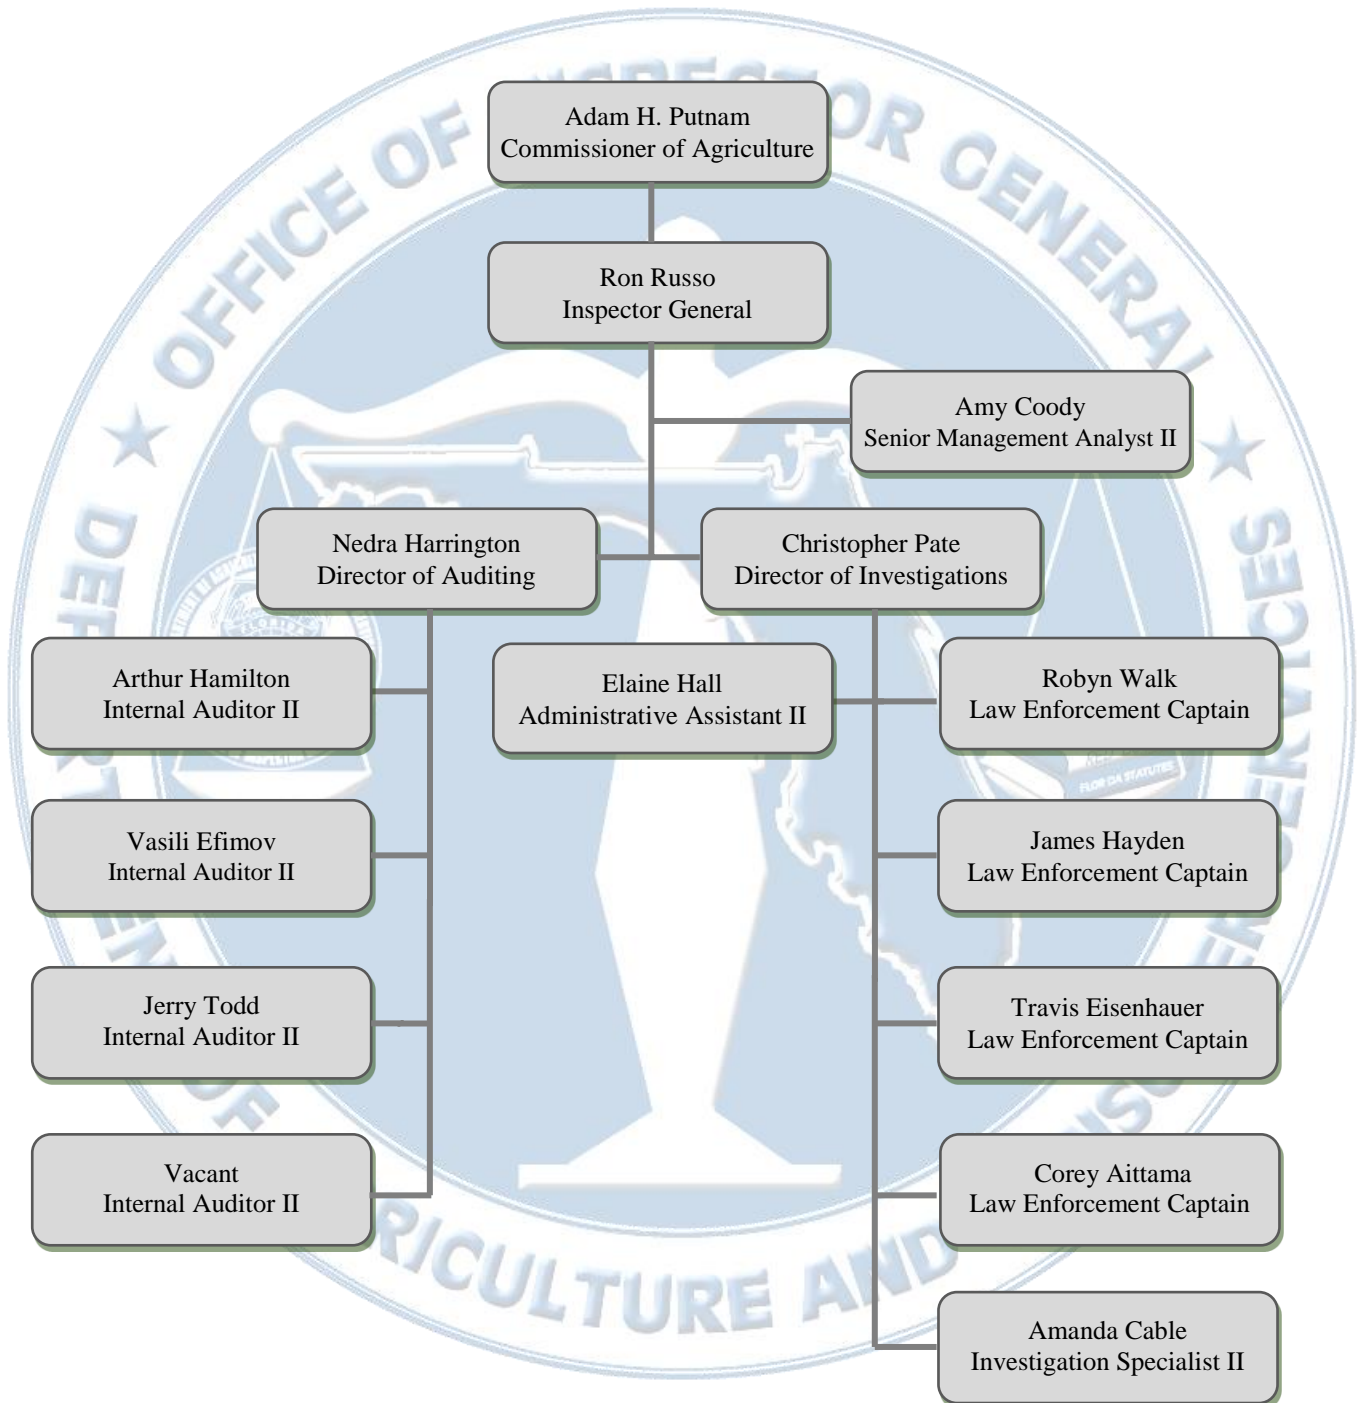 Adam H. Putnam
Commissioner of Agriculture
Ron Russo
Inspector General
Amy Coody
Senior Management Analyst II
Nedra Harrington
Director of Auditing
Christopher Pate
Director of Investigations
Arthur Hamilton
Internal Auditor II
Elaine Hall
Administrative Assistant II
Robyn Walk
Law Enforcement Captain
Vasili Efimov
Internal Auditor II
James Hayden
Law Enforcement Captain
Jerry Todd
Internal Auditor II
Travis Eisenhauer
Law Enforcement Captain
Vacant
Internal Auditor II
Corey Aittama
Law Enforcement Captain
Amanda Cable
Investigation Specialist II
OFFICE OF INSPECTOR GENERAL
AND
FLORIDA STATUTES